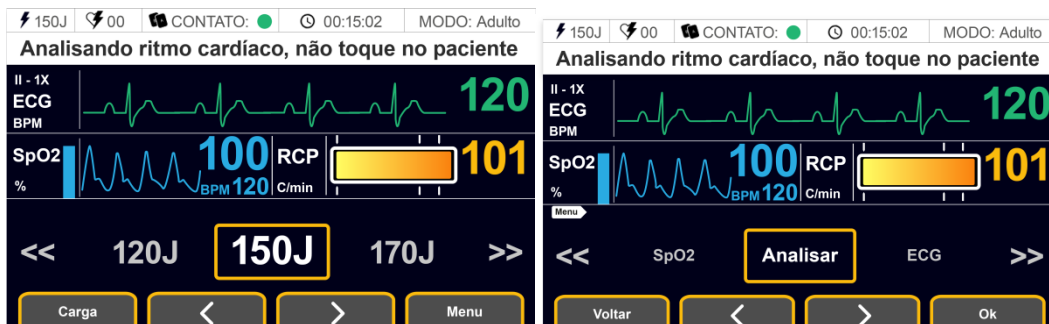 150J 00 CONTATO: 00:15:02 MODO: Adulto
Analisando ritmo cardíaco, não toque no paciente
II - 1X
ECG
BPM
120
SpO2
%
100
BPM 120
RCP
C/min
101
<< 120J 150J 170J >>
Carga < > Menu
150J 00 CONTATO: 00:15:02 MODO: Adulto
Analisando ritmo cardíaco, não toque no paciente
II - 1X
ECG
BPM
120
SpO2
%
100
BPM 120
RCP
C/min
101
Menu
<< SpO2 Analisar ECG >>
Voltar < > Ok